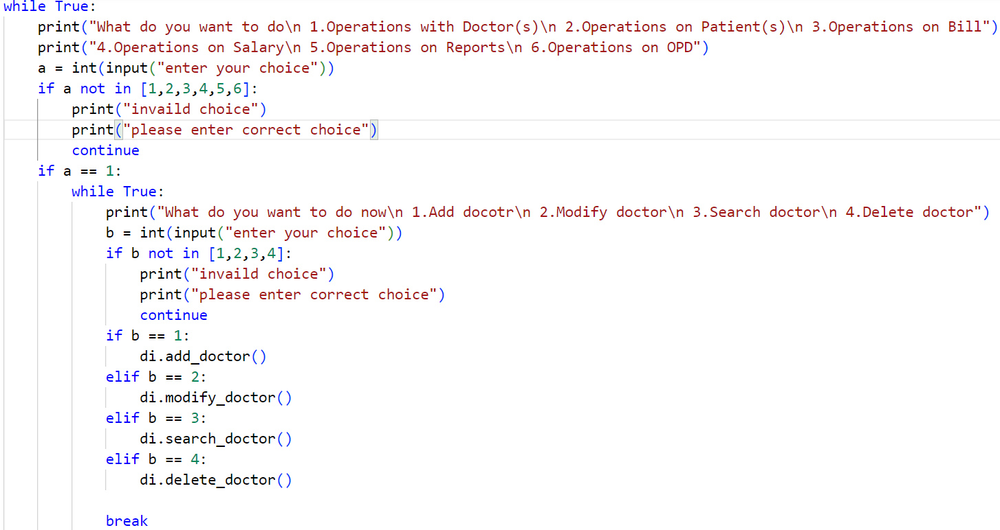 while True:
    print("What do you want to do\n 1.Operations with Doctor(s)\n 2.Operations on Patient(s)\n 3.Operations on Bill")
    print("4.Operations on Salary\n 5.Operations on Reports\n 6.Operations on OPD")
    a = int(input("enter your choice"))
    if a not in [1,2,3,4,5,6]:
        print("invaild choice")
        print("please enter correct choice")
        continue
    if a == 1:
        while True:
            print("What do you want to do now\n 1.Add docotr\n 2.Modify doctor\n 3.Search doctor\n 4.Delete doctor")
            b = int(input("enter your choice"))
            if b not in [1,2,3,4]:
                print("invaild choice")
                print("please enter correct choice")
                continue
            if b == 1:
                di.add_doctor()
            elif b == 2:
                di.modify_doctor()
            elif b == 3:
                di.search_doctor()
            elif b == 4:
                di.delete_doctor()

            break